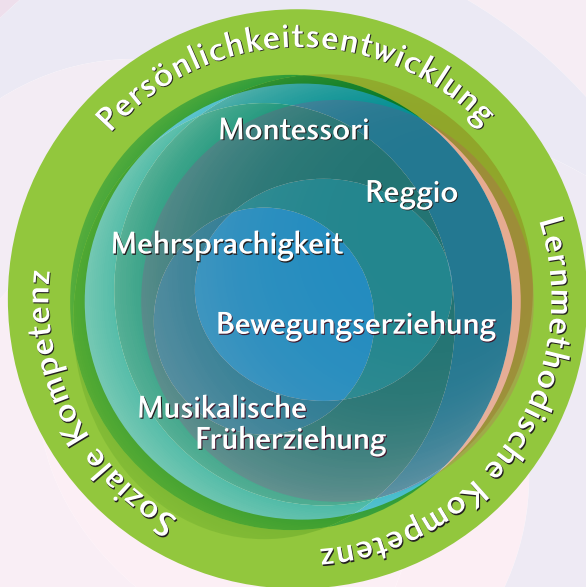 Persönlichkeitsentwicklung
Montessori
Reggio
Mehrsprachigkeit
Bewegungserziehung
Musikalische
Früherziehung
Soziale Kompetenz
Lernmethodische Kompetenz